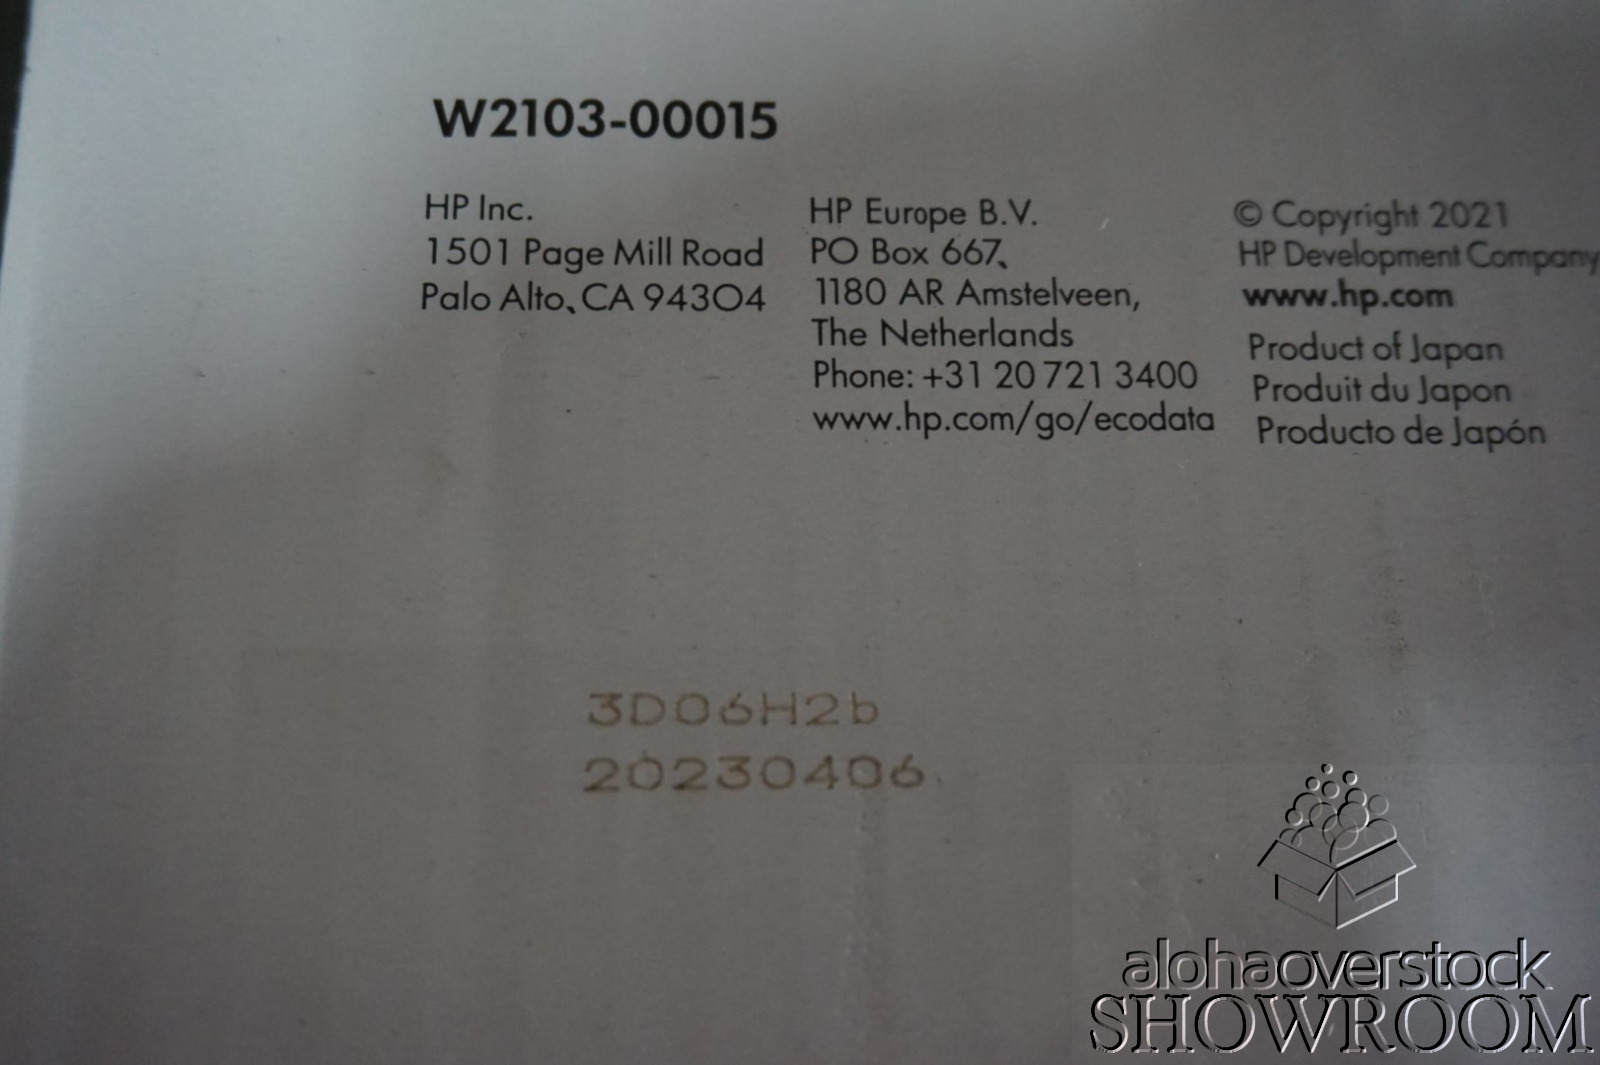 W2103-00015
HP Inc.
1501 Page Mill Road
Palo Alto, CA 94304
HP Europe B.V.
PO Box 667,
1180 AR Amstelveen,
The Netherlands
Phone: +31 20 721 3400
www.hp.com/go/ecodata
© Copyright 2021
HP Development Company
www.hp.com
Product of Japan
Produit du Japon
Producto de Japón
3D06H2b
20230406
alohaoverstock
SHOWROOM